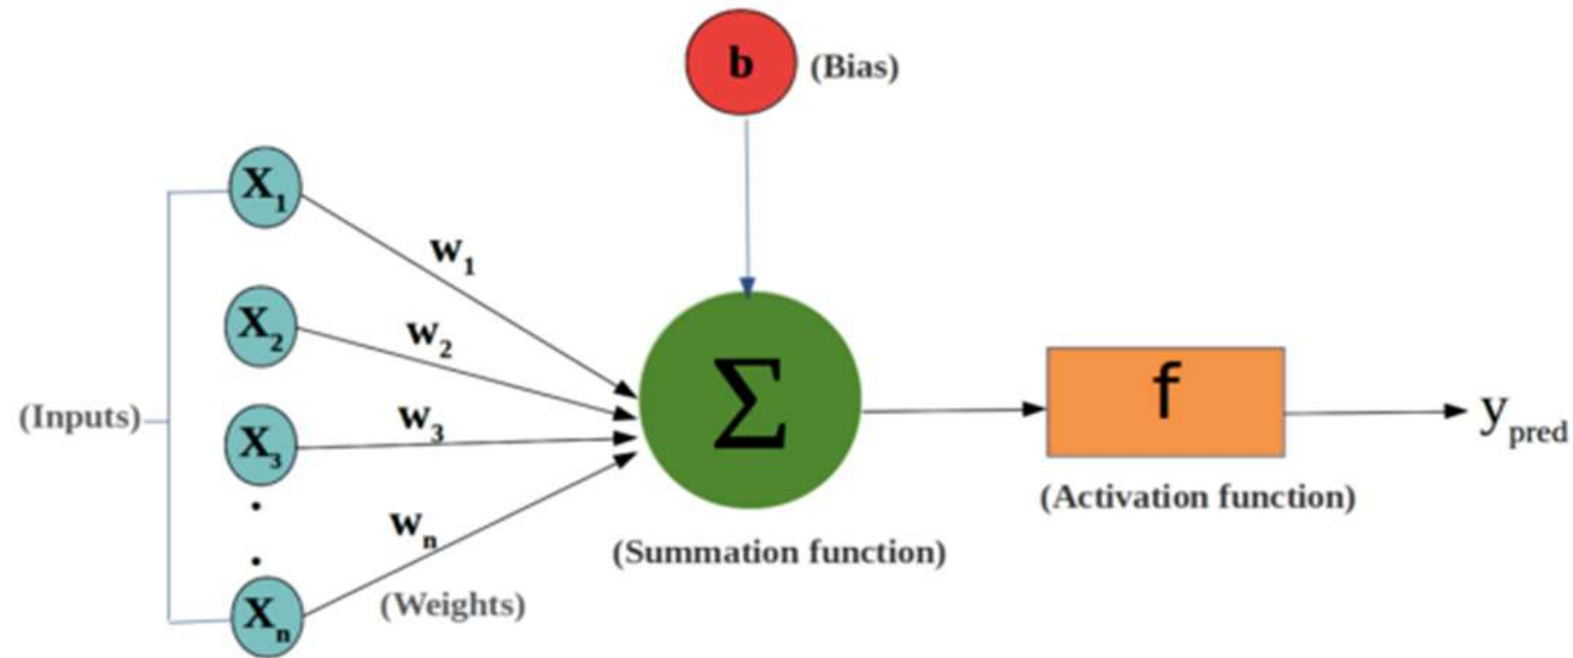 b (Bias)
X1
w1
X2
w2
(Inputs)
X3
w3
.
.
Xn
wn
(Weights)
Σ
(Summation function)
f
(Activation function)
ypred